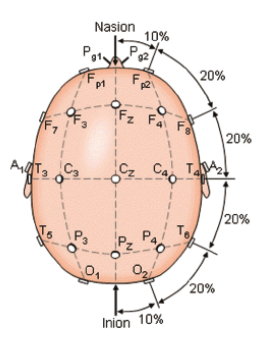 Nasion
Pg1 Pg2 10%
Fp1 Fp2 20%
F7 F3 Fz F4 F8
20%
A1 T3 C3 Cz C4 T4 A2
20%
T5 P3 Pz P4 T6
O1 O2 20%
Inion 10%